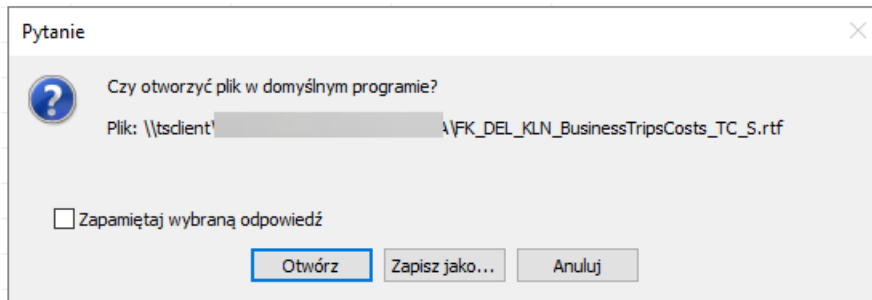 Pytanie
Czy otworzyć plik w domyślnym programie?
Plik: \\tsclient\ \FK_DEL_KLN_BusinessTripsCosts_TC_S.rtf
Zapamiętaj wybraną odpowiedź
Otwórz Zapisz jako... Anuluj